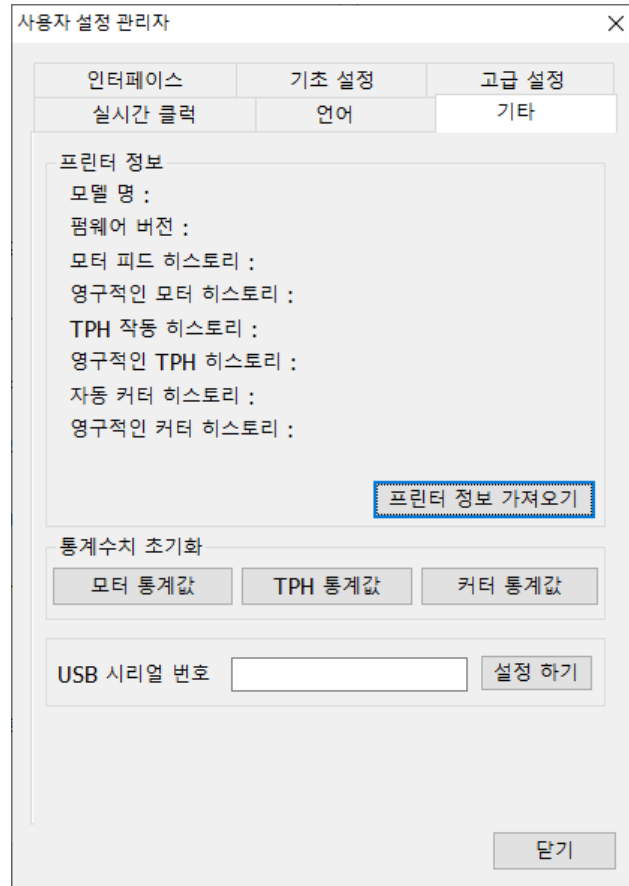 사용자 설정 관리자
인터페이스 기초 설정 고급 설정
실시간 클럭 언어 기타
프린터 정보
모델 명 :
펌웨어 버전 :
모터 피드 히스토리 :
영구적인 모터 히스토리 :
TPH 작동 히스토리 :
영구적인 TPH 히스토리 :
자동 커터 히스토리 :
영구적인 커터 히스토리 :
프린터 정보 가져오기
통계수치 초기화
모터 통계값 TPH 통계값 커터 통계값
USB 시리얼 번호 설정 하기
닫기